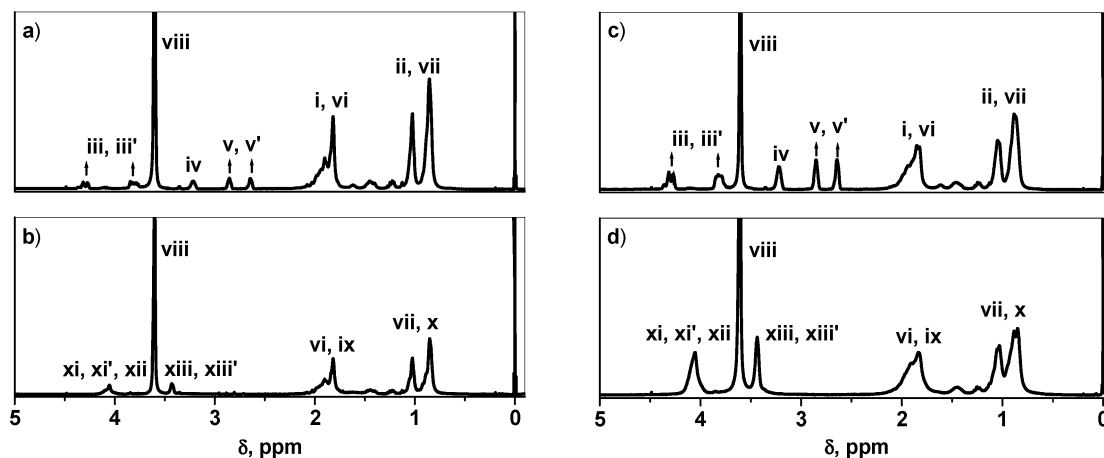 a)
viii
ii, vii
i, vi
iii, iii'
iv
v, v'
b)
viii
vii, x
vi, ix
xi, xi', xii
xiii, xiii'
5 4 3 2 1 0
δ, ppm
c)
viii
ii, vii
i, vi
iii, iii'
v, v'
iv
d)
viii
vii, x
xi, xi', xii
xiii, xiii'
vi, ix
5 4 3 2 1 0
δ, ppm